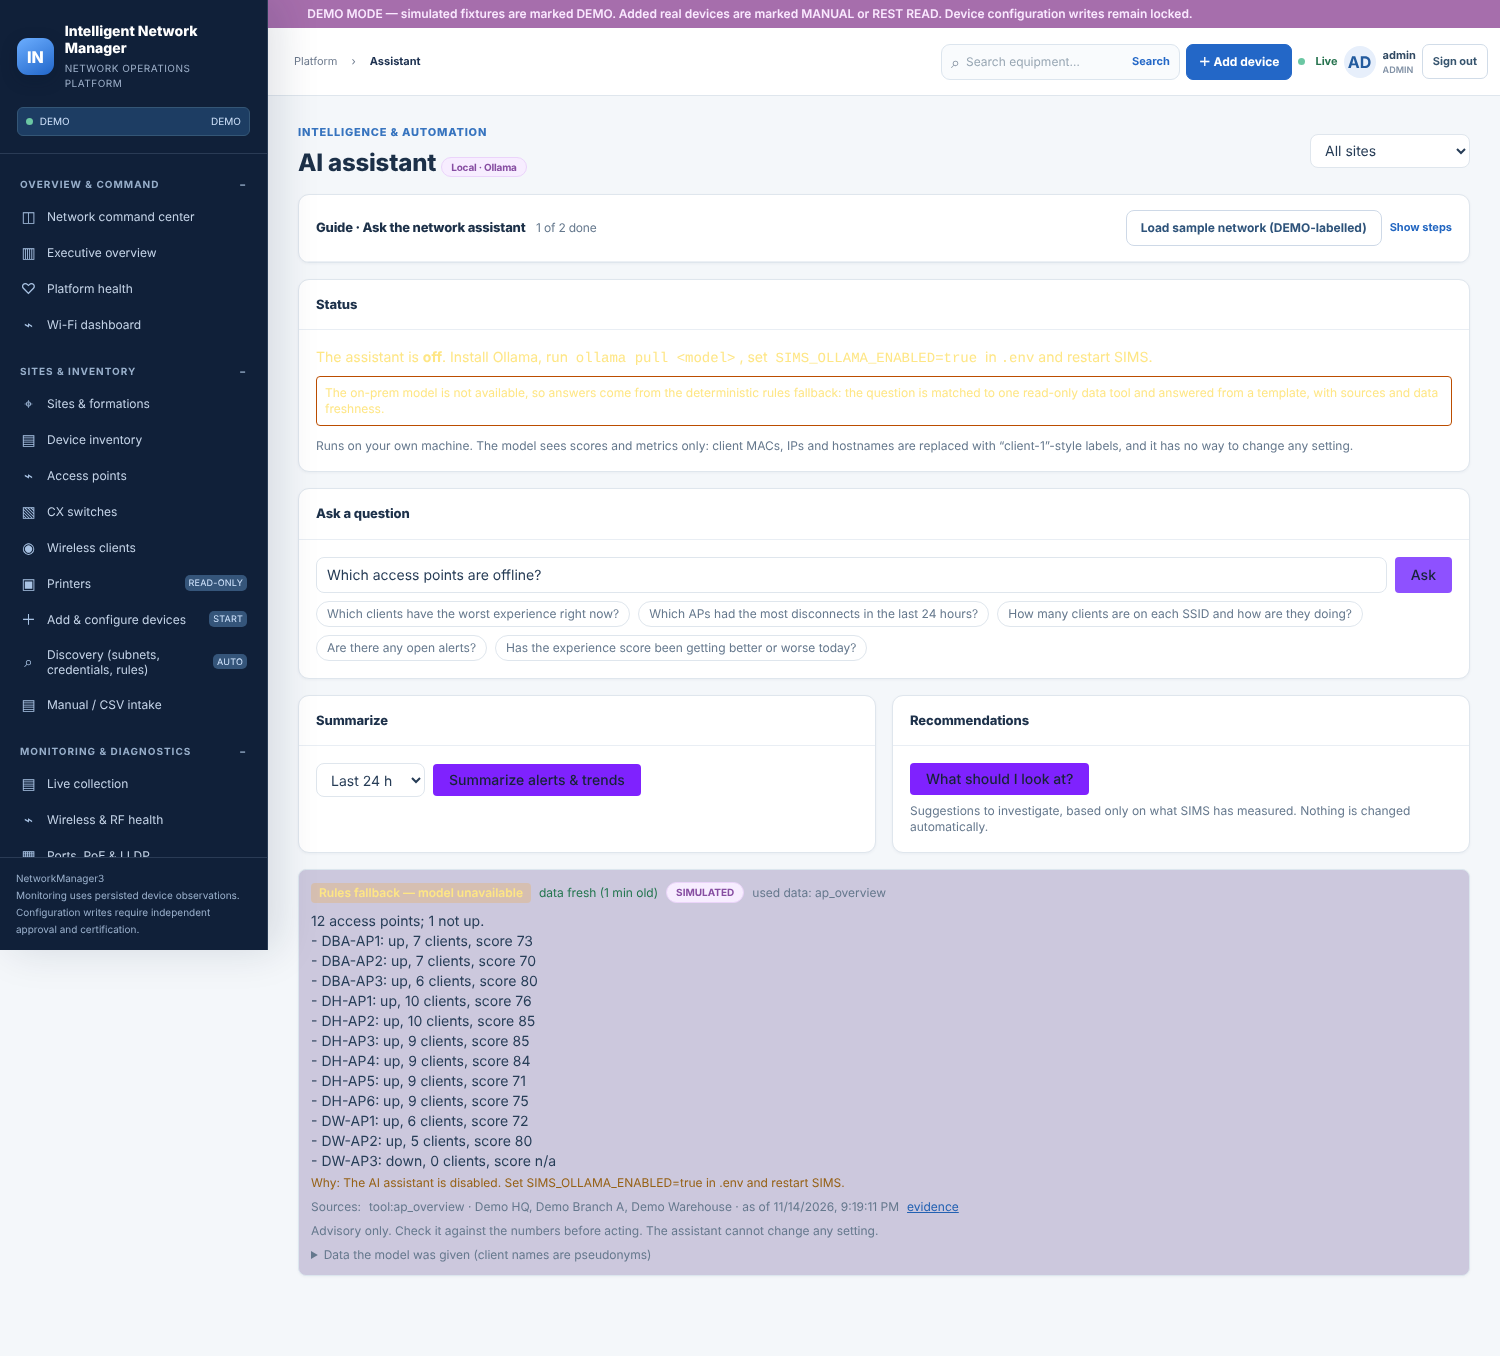 DEMO MODE — simulated fixtures are marked DEMO. Added real devices are marked MANUAL or REST READ. Device configuration writes remain locked.
IN
Intelligent Network
Manager
NETWORK OPERATIONS
PLATFORM
DEMO DEMO
OVERVIEW & COMMAND –
Network command center
Executive overview
Platform health
Wi-Fi dashboard
SITES & INVENTORY –
Sites & formations
Device inventory
Access points
CX switches
Wireless clients
Printers READ-ONLY
Add & configure devices START
Discovery (subnets,
credentials, rules) AUTO
Manual / CSV intake
MONITORING & DIAGNOSTICS –
Live collection
Wireless & RF health
Ports, PoE & LLDP
NetworkManager3
Monitoring uses persisted device observations.
Configuration writes require independent
approval and certification.
Platform › Assistant
Search equipment... Search
+ Add device
Live
AD
admin
ADMIN
Sign out
INTELLIGENCE & AUTOMATION
AI assistant Local · Ollama
All sites
Guide · Ask the network assistant 1 of 2 done
Load sample network (DEMO-labelled) Show steps
Status
The assistant is off. Install Ollama, run ollama pull <model> , set SIMS_OLLAMA_ENABLED=true in .env and restart SIMS.
The on-prem model is not available, so answers come from the deterministic rules fallback: the question is matched to one read-only data tool and answered from a template, with sources and data
freshness.
Runs on your own machine. The model sees scores and metrics only: client MACs, IPs and hostnames are replaced with “client-1”-style labels, and it has no way to change any setting.
Ask a question
Which access points are offline? Ask
Which clients have the worst experience right now? Which APs had the most disconnects in the last 24 hours? How many clients are on each SSID and how are they doing?
Are there any open alerts? Has the experience score been getting better or worse today?
Summarize
Last 24 h Summarize alerts & trends
Recommendations
What should I look at?
Suggestions to investigate, based only on what SIMS has measured. Nothing is changed
automatically.
Rules fallback — model unavailable data fresh (1 min old) SIMULATED used data: ap_overview
12 access points; 1 not up.
- DBA-AP1: up, 7 clients, score 73
- DBA-AP2: up, 7 clients, score 70
- DBA-AP3: up, 6 clients, score 80
- DH-AP1: up, 10 clients, score 76
- DH-AP2: up, 10 clients, score 85
- DH-AP3: up, 9 clients, score 85
- DH-AP4: up, 9 clients, score 84
- DH-AP5: up, 9 clients, score 71
- DH-AP6: up, 9 clients, score 75
- DW-AP1: up, 6 clients, score 72
- DW-AP2: up, 5 clients, score 80
- DW-AP3: down, 0 clients, score n/a
Why: The AI assistant is disabled. Set SIMS_OLLAMA_ENABLED=true in .env and restart SIMS.
Sources: tool:ap_overview · Demo HQ, Demo Branch A, Demo Warehouse · as of 11/14/2026, 9:19:11 PM evidence
Advisory only. Check it against the numbers before acting. The assistant cannot change any setting.
Data the model was given (client names are pseudonyms)